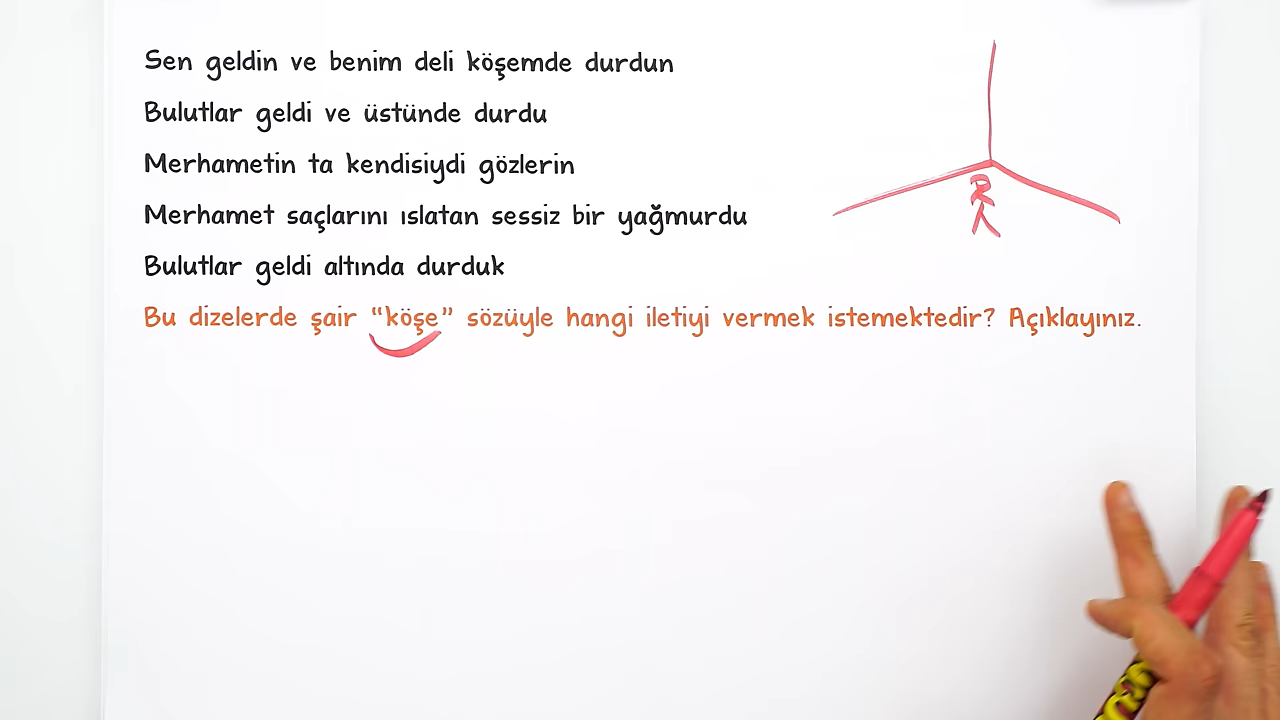 Sen geldin ve benim deli köşemde durdun
Bulutlar geldi ve üstünde durdu
Merhametin ta kendisiydi gözlerin
Merhamet saçlarını ıslatan sessiz bir yağmurdu
Bulutlar geldi altında durduk
Bu dizelerde şair "köşe" sözüyle hangi iletiyi vermek istemektedir? Açıklayınız.